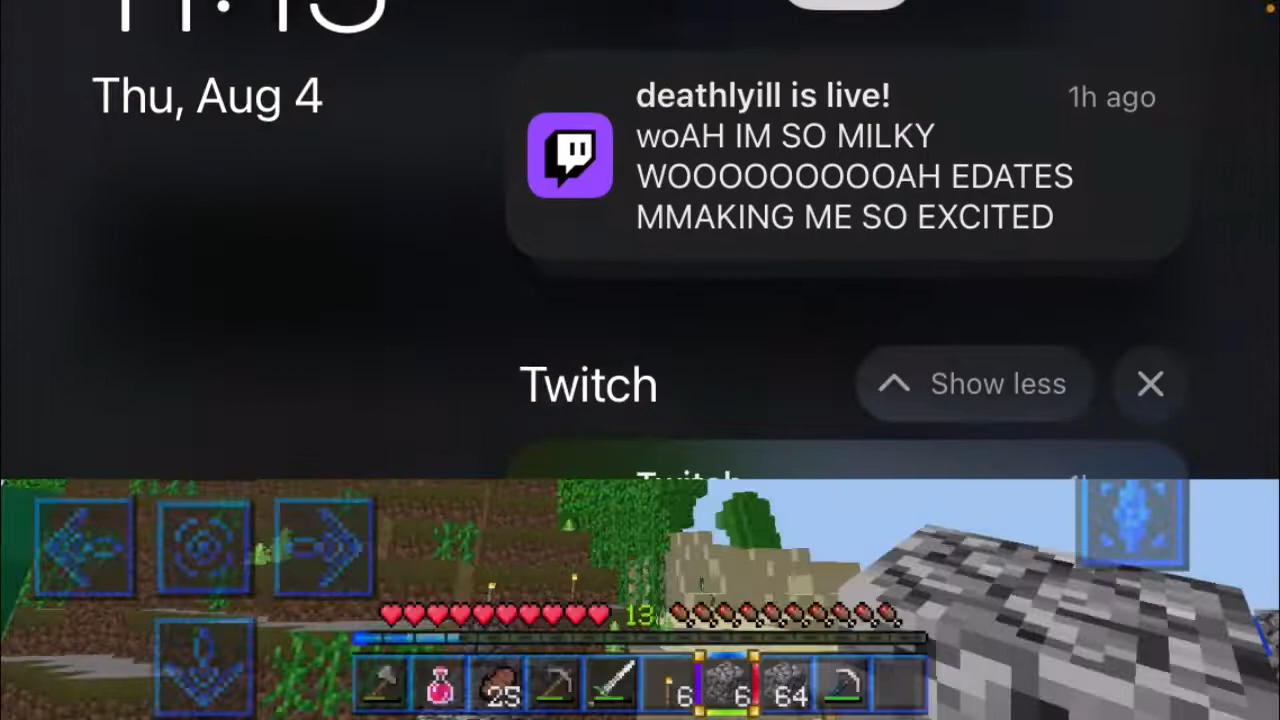 Thu, Aug 4
deathlyill is live!
1h ago
woAH IM SO MILKY
WOOOOOOOOOAH EDATES
MMAKING ME SO EXCITED
Twitch
Show less
13
25
6
6
64